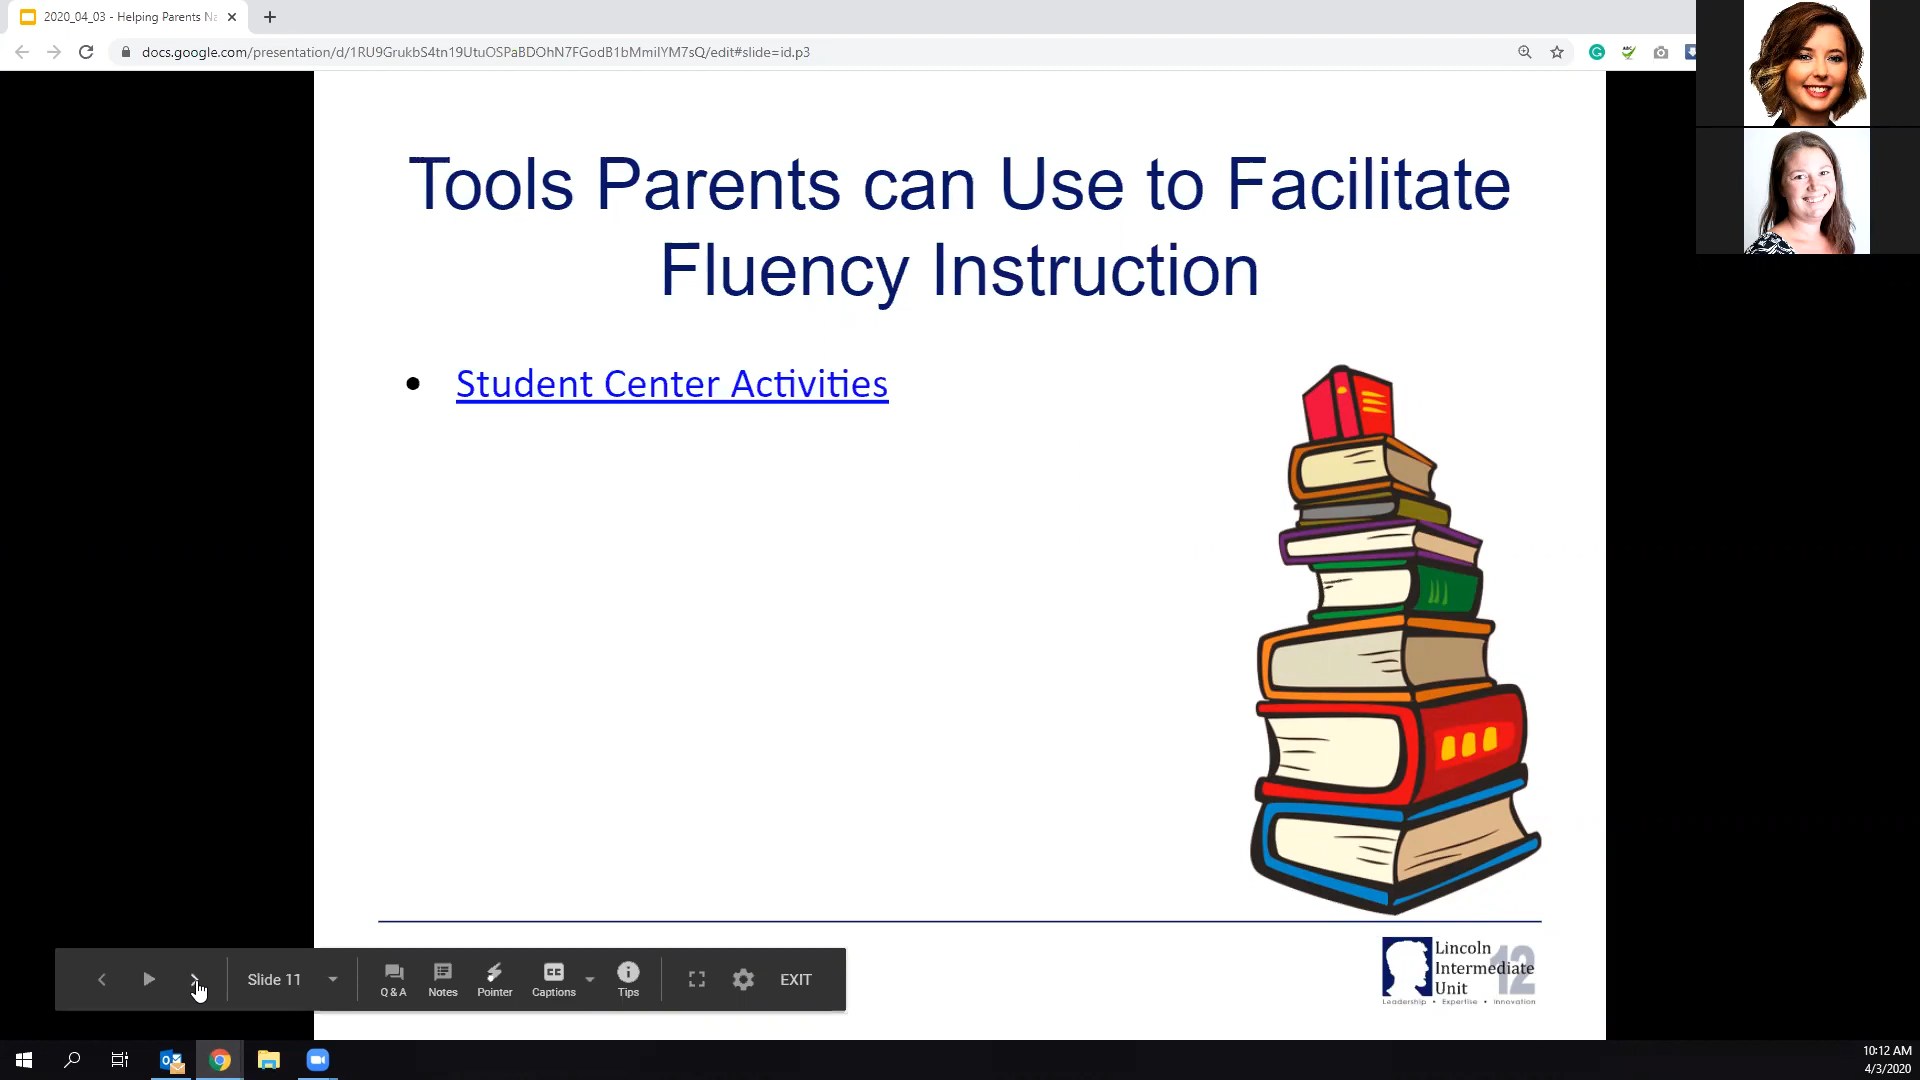 2020_04_03 - Helping Parents Na
docs.google.com/presentation/d/1RU9GrukbS4tn19UtuOSPaBDOhN7FGodB1bMmilYM7sQ/edit#slide=id.p3
Tools Parents can Use to Facilitate
Fluency Instruction
• Student Center Activities
Lincoln
Intermediate
Unit
12
Leadership • Expertise • Innovation
Slide 11
Q & A
Notes
Pointer
CC
Captions
Tips
EXIT
10:12 AM
4/3/2020